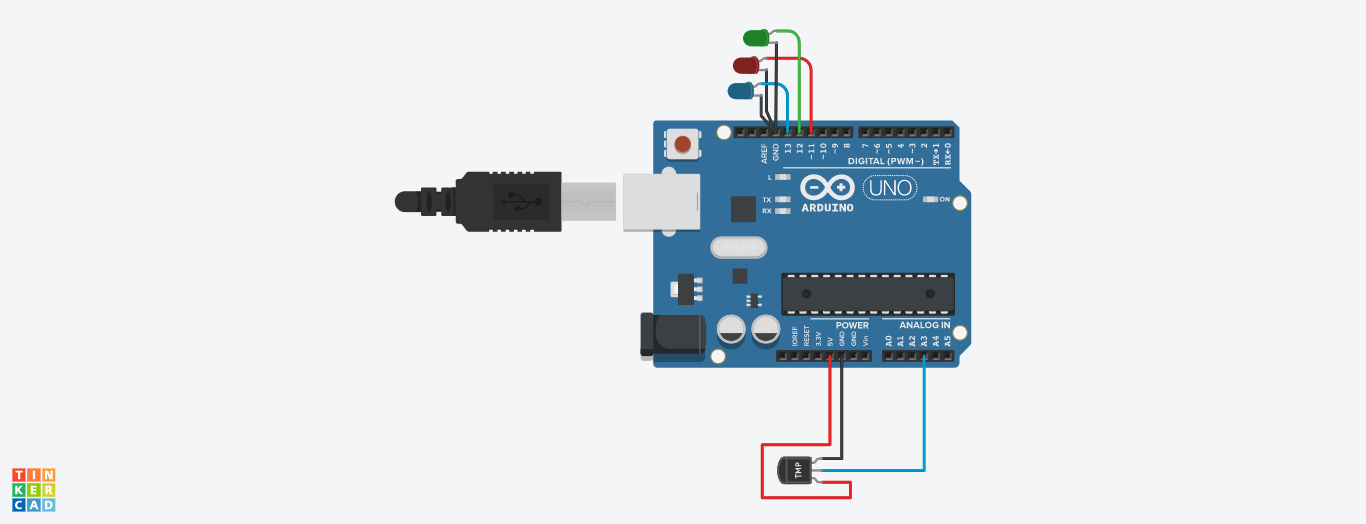 AREF
GND
13
12
~11
~10
~9
8
7
~6
~5
4
~3
2
TX→1
RX←0
DIGITAL (PWM~)
L
TX
RX
ARDUINO
UNO
ON
IOREF
RESET
3.3V
5V
GND
GND
Vin
POWER
ANALOG IN
A0
A1
A2
A3
A4
A5
TMP
TIN
KER
CAD